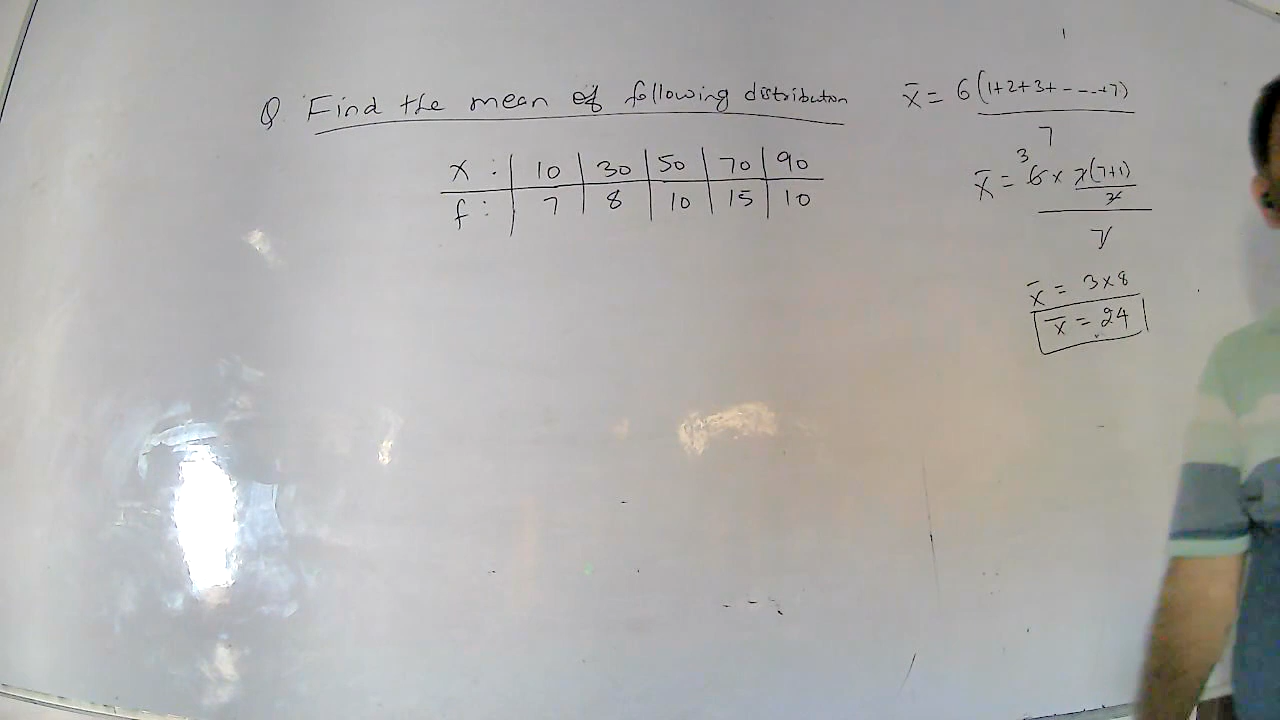 Q. Find the mean of following distribution
x : | 10 | 30 | 50 | 70 | 90
f : | 7 | 8 | 10 | 15 | 10
x̄ = 6(1+2+3+----+7)
7
3
x̄ = 6 × 7(7+1)
2
7
x̄ = 3×8
x̄ = 24